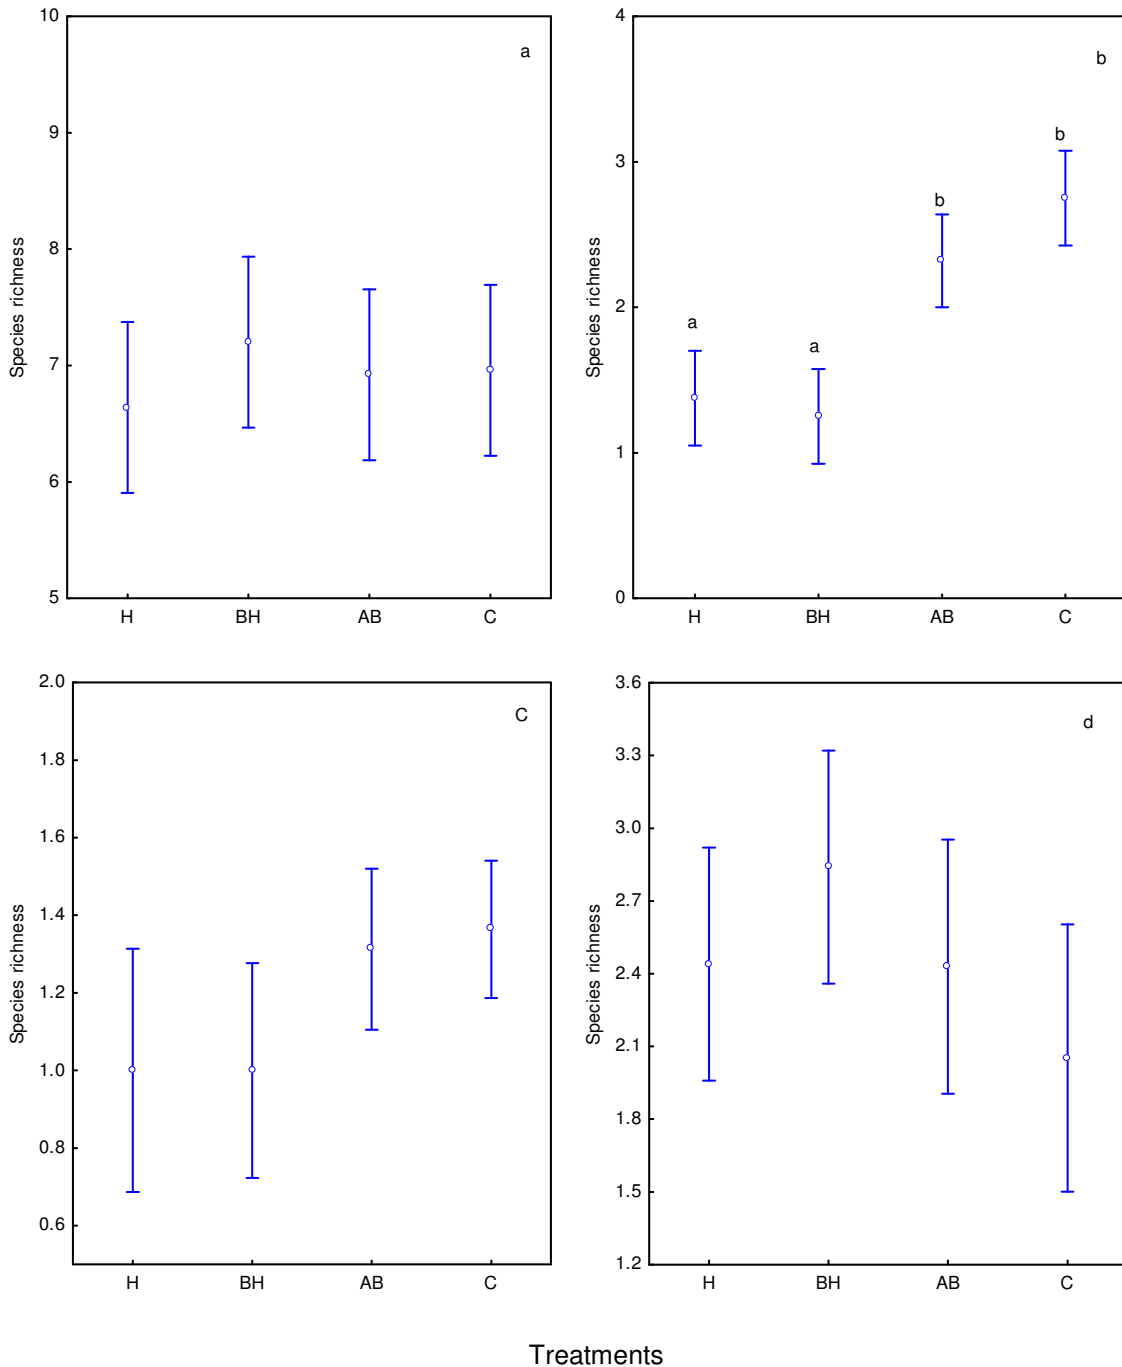 10
9
8
7
6
5
Species richness
a
H BH AB C
4
3
2
1
0
Species richness
b
a
a
b
b
H BH AB C
2.0
1.8
1.6
1.4
1.2
1.0
0.8
0.6
Species richness
C
H BH AB C
3.6
3.3
3.0
2.7
2.4
2.1
1.8
1.5
1.2
Species richness
d
H BH AB C
Treatments